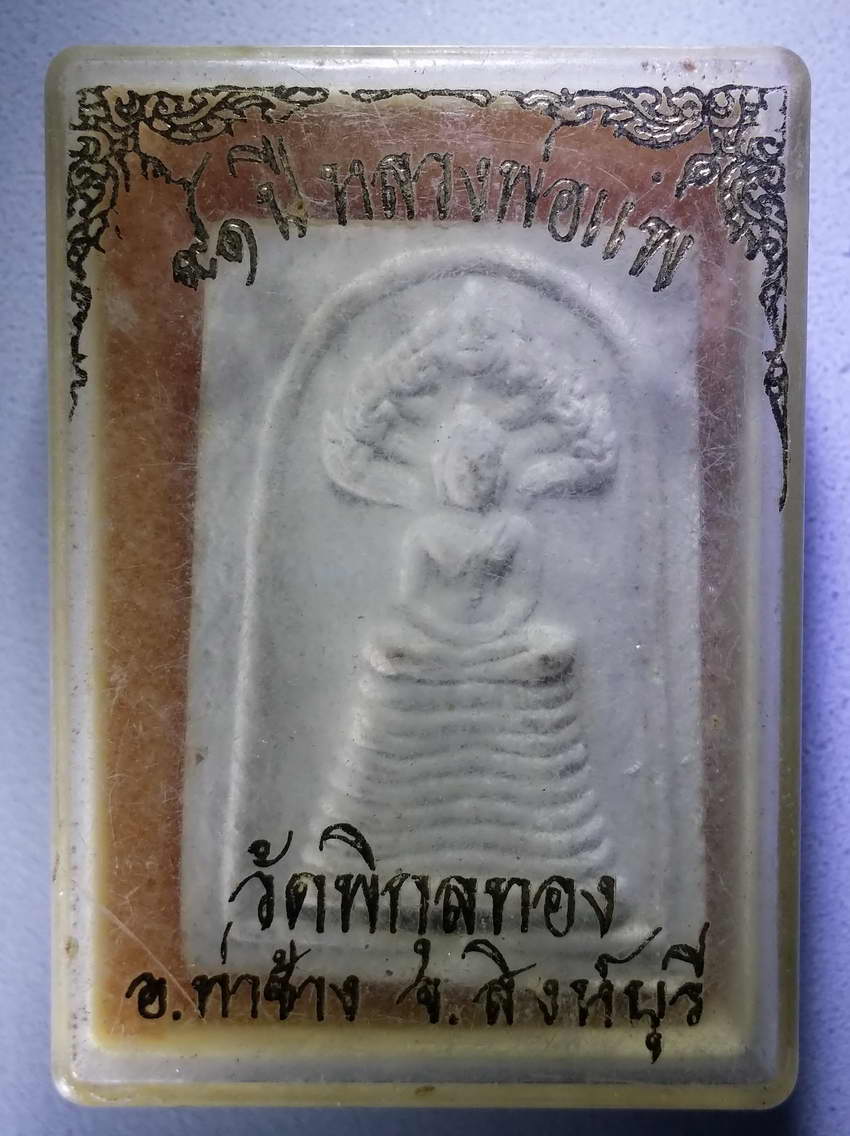 ๖๑ ปี หลวงพ่อแพ
วัดพิกุลทอง
อ.ท่าช้าง จ.สิงห์บุรี